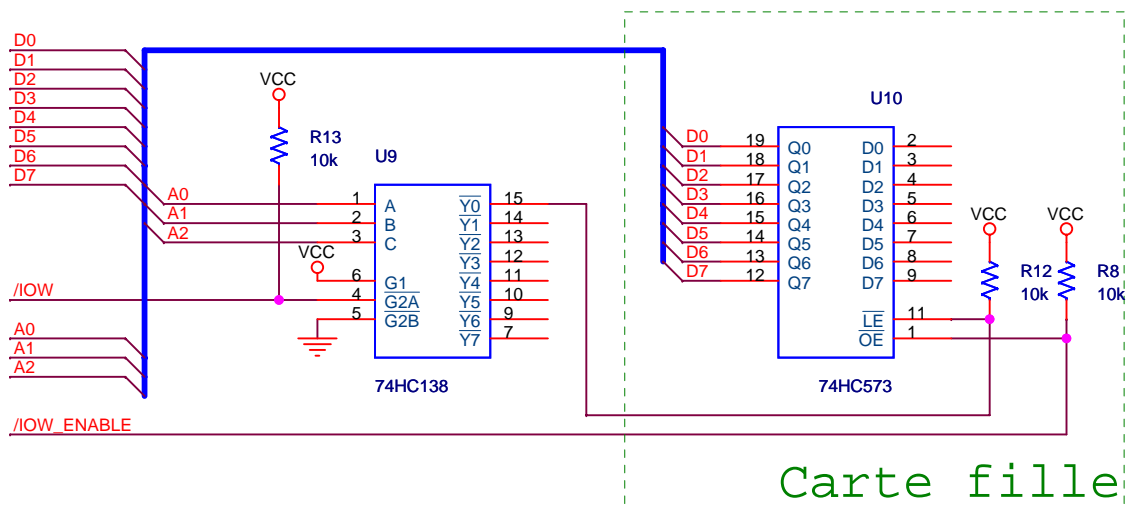 D0
D1
D2
D3
D4
D5
D6
D7
VCC
R13
10k
U9
A0
A1
A2
VCC
/IOW
A0
A1
A2
/IOW_ENABLE
1 A Y0 15
2 B Y1 14
3 C Y2 13
Y3 12
6 G1 Y4 11
4 G2A Y5 10
5 G2B Y6 9
Y7 7
74HC138
U10
D0 19 Q0 D0 2
D1 18 Q1 D1 3
D2 17 Q2 D2 4
D3 16 Q3 D3 5
D4 15 Q4 D4 6
D5 14 Q5 D5 7
D6 13 Q6 D6 8
D7 12 Q7 D7 9
LE 11
OE 1
74HC573
VCC
R12
10k
VCC
R8
10k
Carte fille